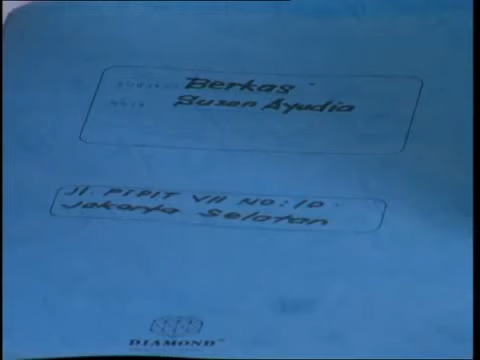 Berkas
Susan Ayudia
Jl. PIPIT VII NO: 10
Jakarta Selatan
DIAMOND